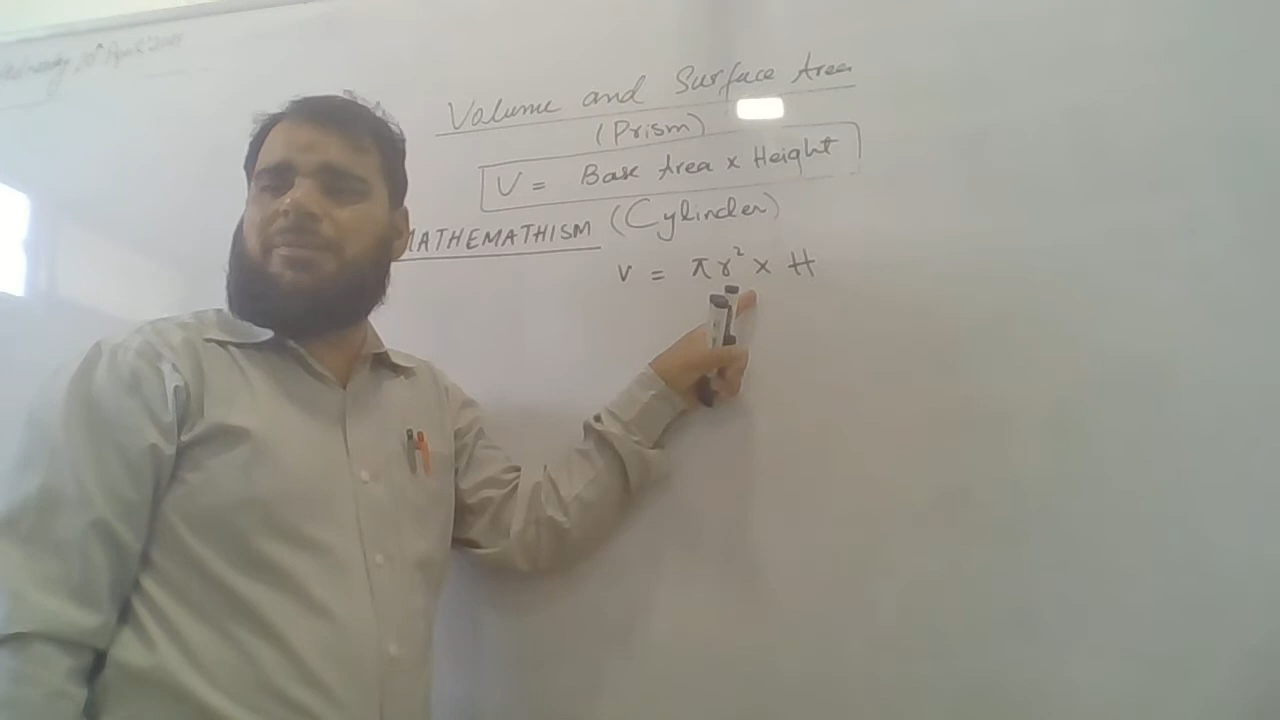 Volume and Surface Area
(Prism)
V = Base Area x Height
MATHEMATHISM (Cylinder)
V = πr² x H